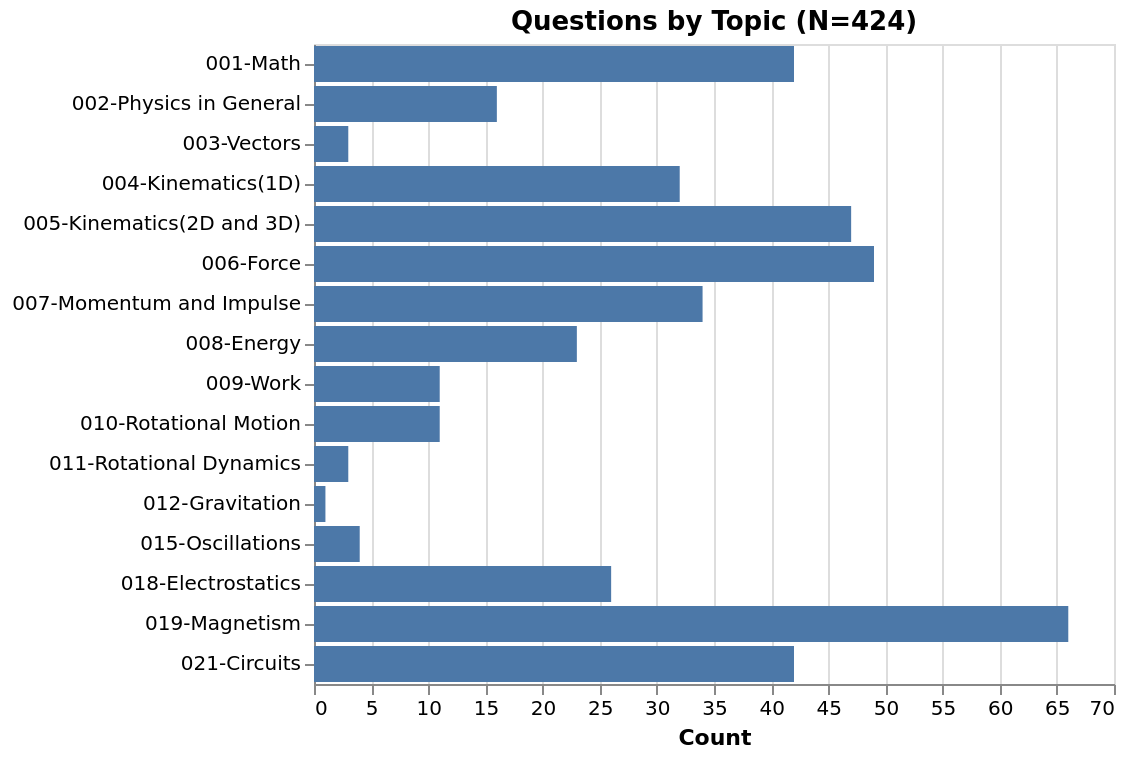 Questions by Topic (N=424)
001-Math
002-Physics in General
003-Vectors
004-Kinematics(1D)
005-Kinematics(2D and 3D)
006-Force
007-Momentum and Impulse
008-Energy
009-Work
010-Rotational Motion
011-Rotational Dynamics
012-Gravitation
015-Oscillations
018-Electrostatics
019-Magnetism
021-Circuits
0 5 10 15 20 25 30 35 40 45 50 55 60 65 70
Count